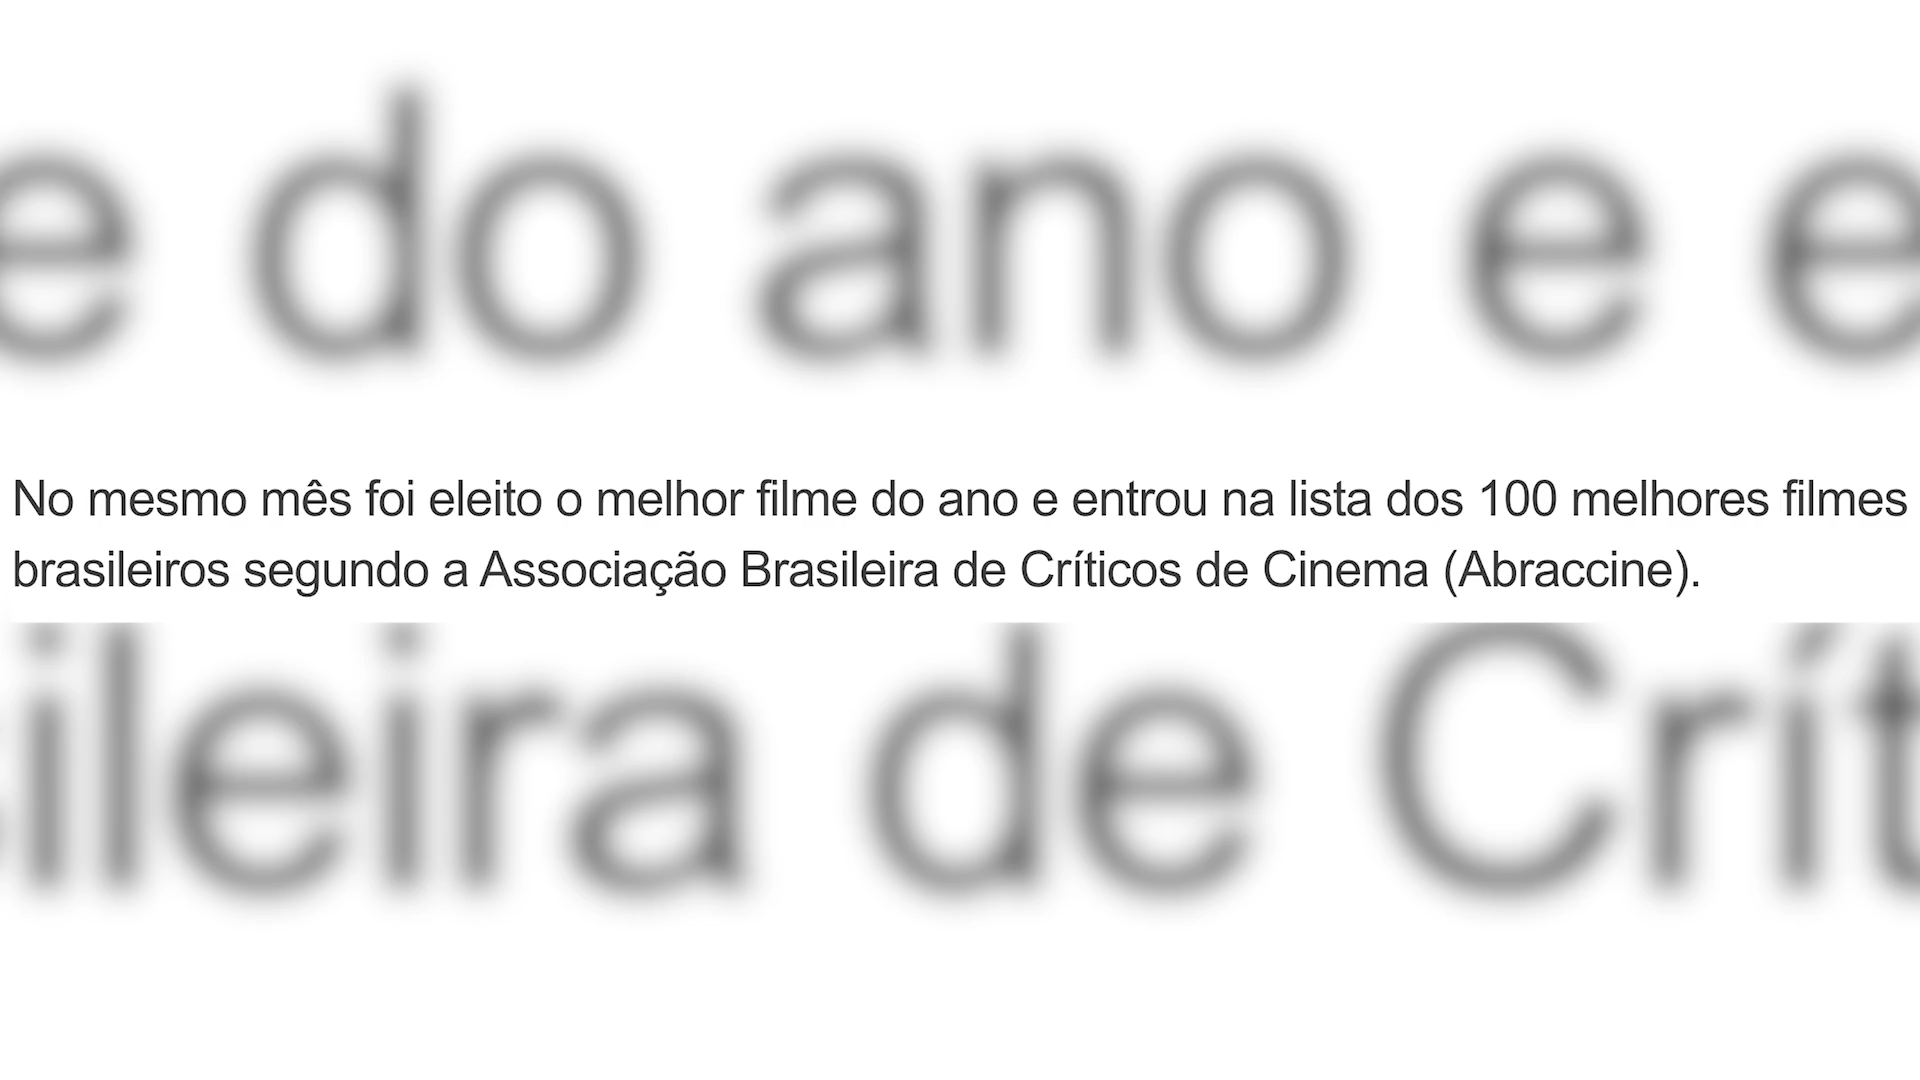 e do ano e e
No mesmo mês foi eleito o melhor filme do ano e entrou na lista dos 100 melhores filmes
brasileiros segundo a Associação Brasileira de Críticos de Cinema (Abraccine).
sileira de Crít